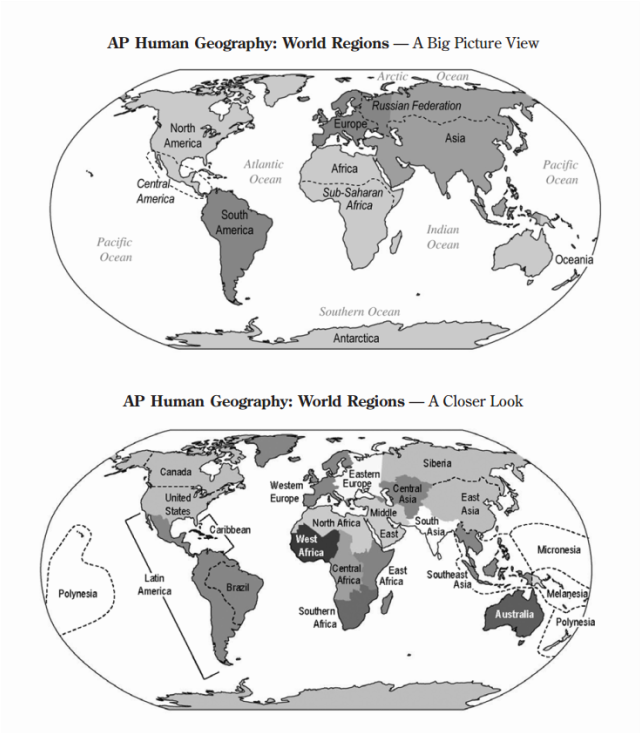 AP Human Geography: World Regions — A Big Picture View
Arctic Ocean
Russian Federation
North
America
Europe
Asia
Atlantic
Ocean
Africa
Pacific
Ocean
Central
America
Sub-Saharan
Africa
South
America
Indian
Ocean
Pacific
Ocean
Oceania
Southern Ocean
Antarctica
AP Human Geography: World Regions — A Closer Look
Canada
Siberia
Western
Europe
Eastern
Europe
Central
Asia
United
States
East
Asia
Middle
East
Caribbean
North Africa
South
Asia
West
Africa
Micronesia
Latin
America
Central
Africa
East
Africa
Southeast
Asia
Polynesia
Brazil
Melanesia
Southern
Africa
Australia
Polynesia